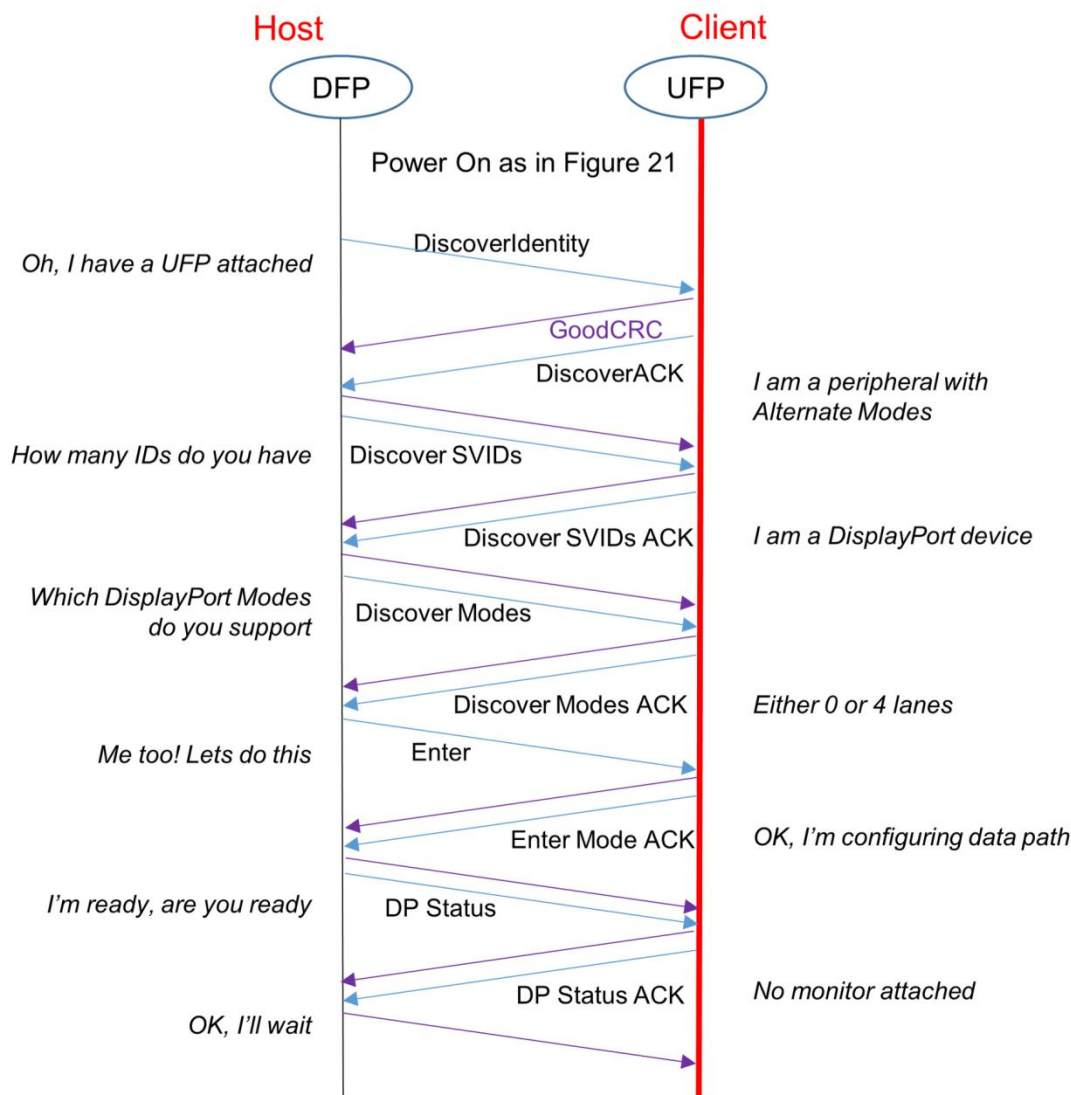 Host
Client
DFP
UFP
Power On as in Figure 21
DiscoverIdentity
Oh, I have a UFP attached
GoodCRC
DiscoverACK
I am a peripheral with
Alternate Modes
How many IDs do you have
Discover SVIDs
Discover SVIDs ACK
I am a DisplayPort device
Which DisplayPort Modes
do you support
Discover Modes
Discover Modes ACK
Either 0 or 4 lanes
Me too! Lets do this
Enter
Enter Mode ACK
OK, I'm configuring data path
I'm ready, are you ready
DP Status
DP Status ACK
No monitor attached
OK, I'll wait